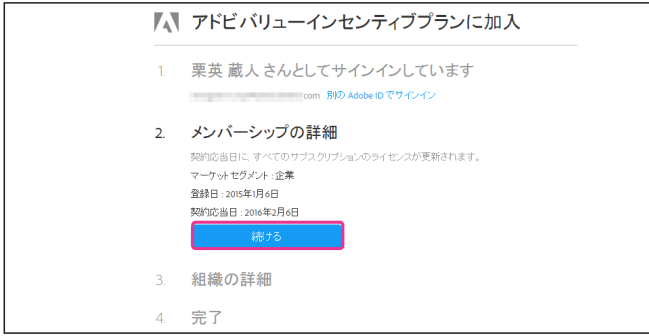 アドビ バリューインセンティブプランに加入
1. 栗英 蔵人 さんとしてサインインしています
com 別の Adobe ID でサインイン
2. メンバーシップの詳細
契約応当日に、すべてのサブスクリプションのライセンスが更新されます。
マーケットセグメント : 企業
登録日 : 2015年1月6日
契約応当日 : 2016年2月6日
続ける
3. 組織の詳細
4. 完了